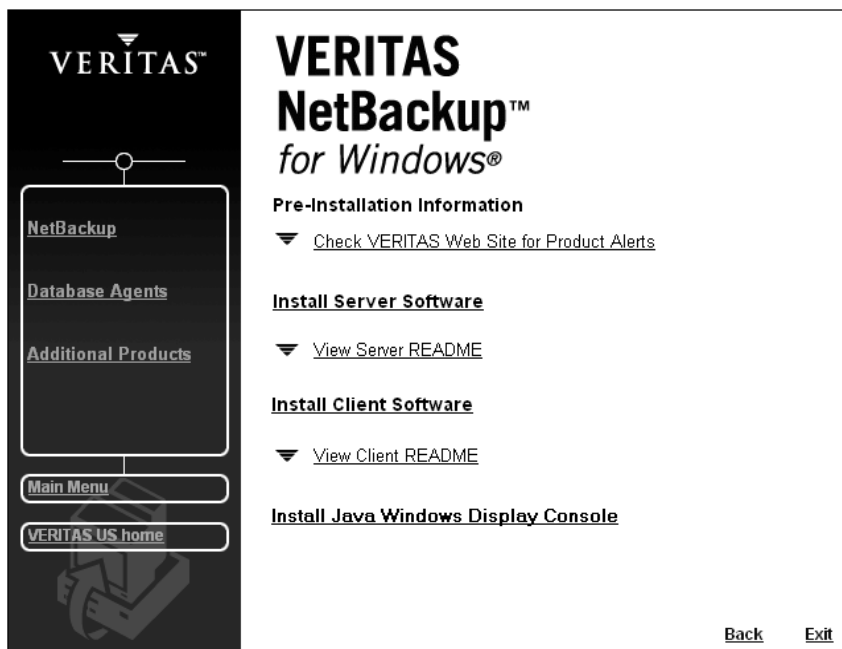 VERITAS™
NetBackup
Database Agents
Additional Products
Main Menu
VERITAS US home
VERITAS
NetBackup™
for Windows®
Pre-Installation Information
Check VERITAS Web Site for Product Alerts
Install Server Software
View Server README
Install Client Software
View Client README
Install Java Windows Display Console
Back Exit